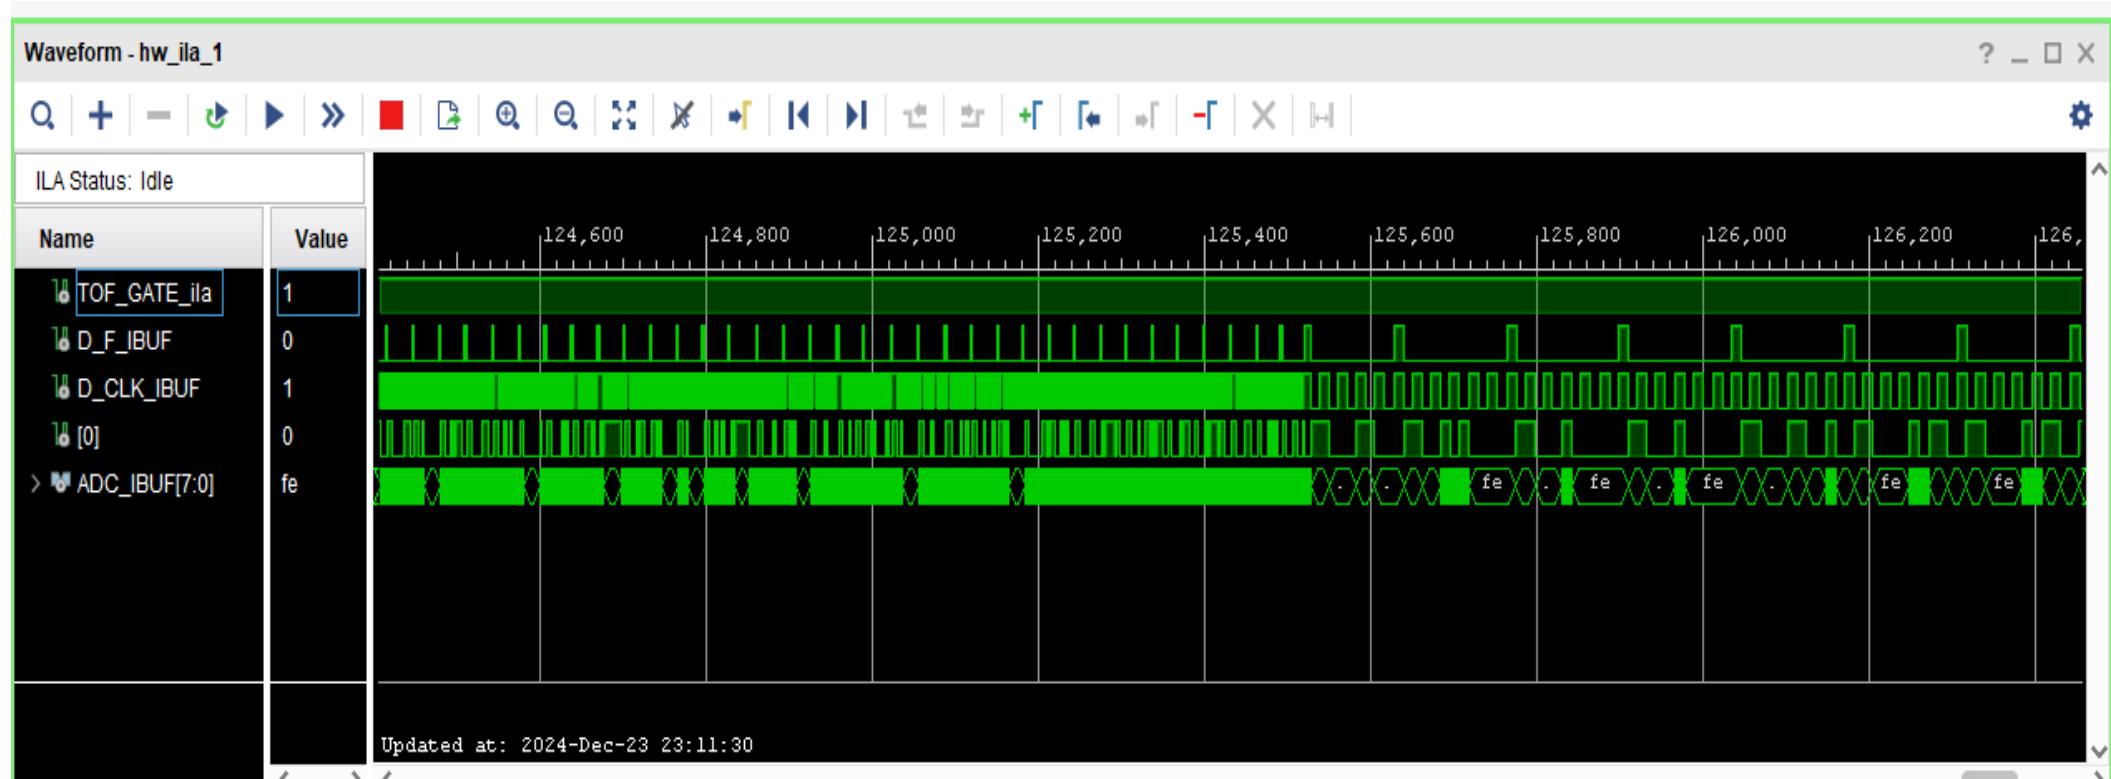 Waveform - hw_ila_1
ILA Status: Idle
Name Value
124,600 124,800 125,000 125,200 125,400 125,600 125,800 126,000 126,200 126,
TOF_GATE_ila 1
D_F_IBUF 0
D_CLK_IBUF 1
[0] 0
ADC_IBUF[7:0] fe
. . fe . fe . fe . fe fe
Updated at: 2024-Dec-23 23:11:30